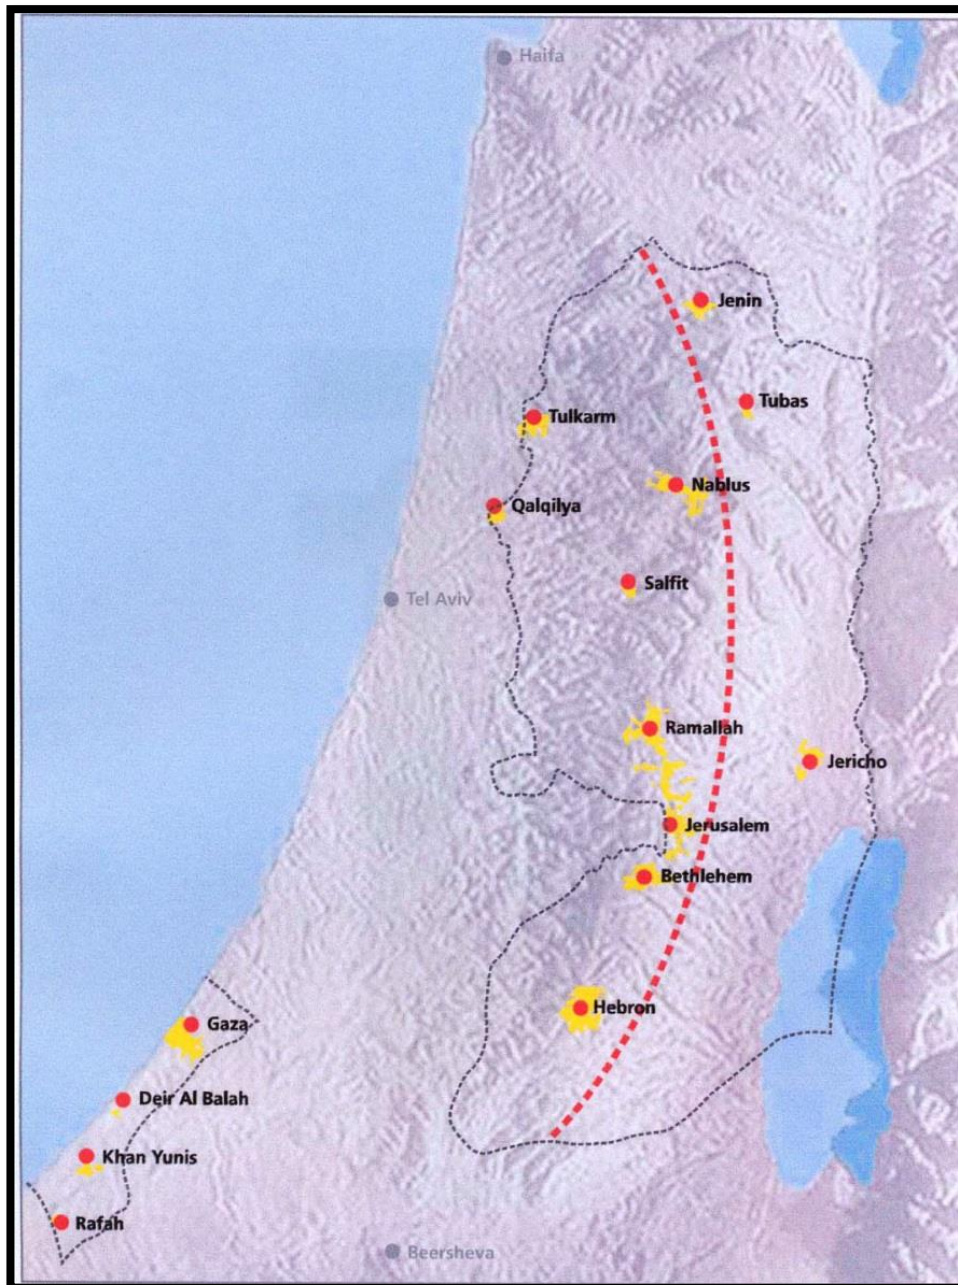 Haifa
Jenin
Tubas
Tulkarm
Nablus
Qalqilya
Salfit
Tel Aviv
Ramallah
Jericho
Jerusalem
Bethlehem
Hebron
Gaza
Deir Al Balah
Khan Yunis
Rafah
Beersheva